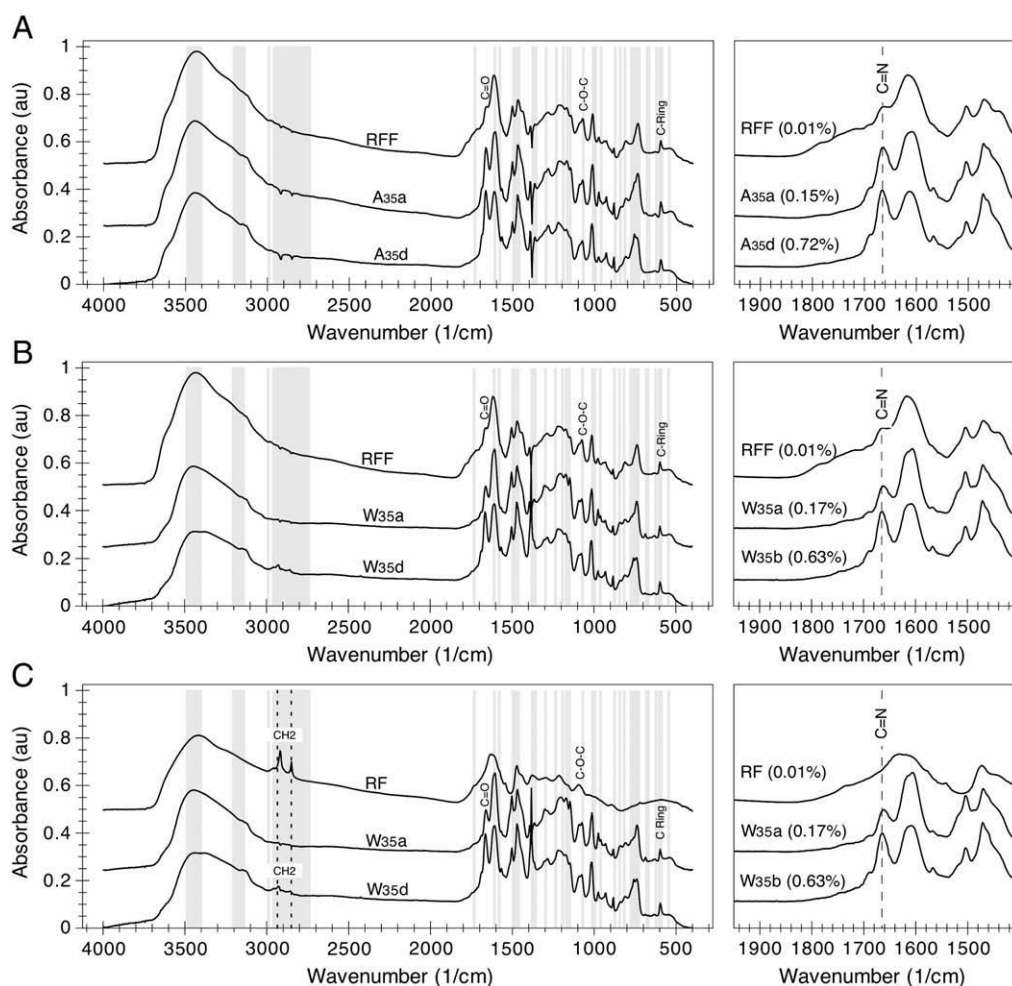 A
Absorbance (au)
1
0.8
0.6
0.4
0.2
0
C=O
C-O-C
C-Ring
RFF
A35a
A35d
4000 3500 3000 2500 2000 1500 1000 500
Wavenumber (1/cm)
C=N
RFF (0.01%)
A35a (0.15%)
A35d (0.72%)
1900 1800 1700 1600 1500
Wavenumber (1/cm)
B
Absorbance (au)
1
0.8
0.6
0.4
0.2
0
C=O
C-O-C
C-Ring
RFF
W35a
W35d
4000 3500 3000 2500 2000 1500 1000 500
Wavenumber (1/cm)
C=N
RFF (0.01%)
W35a (0.17%)
W35b (0.63%)
1900 1800 1700 1600 1500
Wavenumber (1/cm)
C
Absorbance (au)
1
0.8
0.6
0.4
0.2
0
CH2
C-O-C
RF
C=O
C Ring
W35a
CH2
W35d
4000 3500 3000 2500 2000 1500 1000 500
Wavenumber (1/cm)
C=N
RF (0.01%)
W35a (0.17%)
W35b (0.63%)
1900 1800 1700 1600 1500
Wavenumber (1/cm)